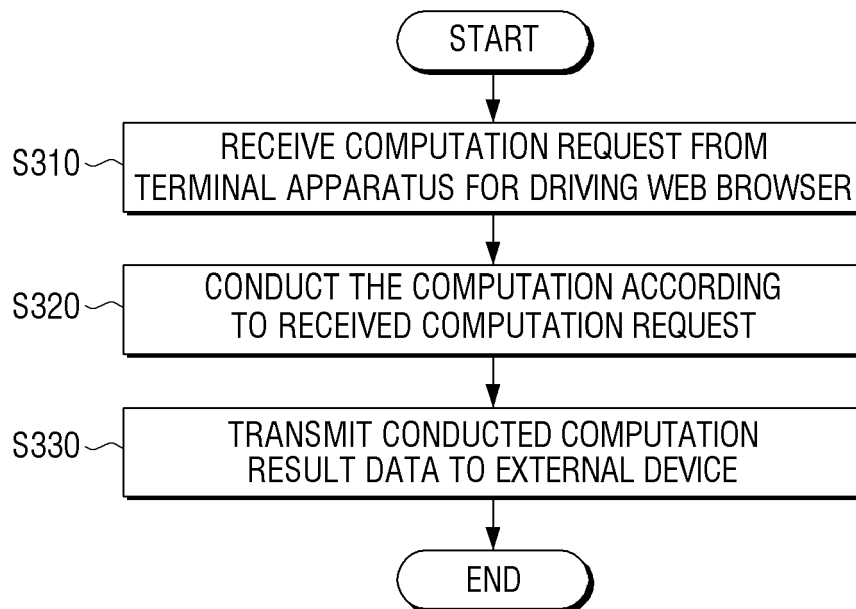 START
S310
RECEIVE COMPUTATION REQUEST FROM
TERMINAL APPARATUS FOR DRIVING WEB BROWSER
S320
CONDUCT THE COMPUTATION ACCORDING
TO RECEIVED COMPUTATION REQUEST
S330
TRANSMIT CONDUCTED COMPUTATION
RESULT DATA TO EXTERNAL DEVICE
END